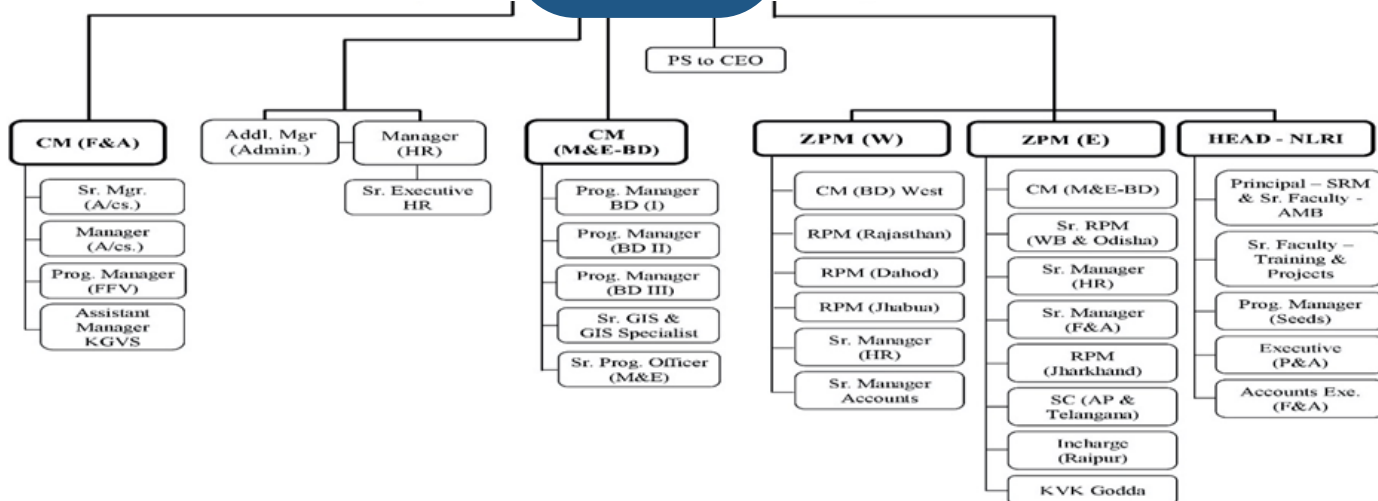 PS to CEO
CM (F&A)
Sr. Mgr.
(A/cs.)
Manager
(A/cs.)
Prog. Manager
(FFV)
Assistant
Manager
KGVS
Addl. Mgr
(Admin.)
Manager
(HR)
Sr. Executive
HR
CM
(M&E-BD)
Prog. Manager
BD (I)
Prog. Manager
(BD II)
Prog. Manager
(BD III)
Sr. GIS &
GIS Specialist
Sr. Prog. Officer
(M&E)
ZPM (W)
CM (BD) West
RPM (Rajasthan)
RPM (Dahod)
RPM (Jhabua)
Sr. Manager
(HR)
Sr. Manager
Accounts
ZPM (E)
CM (M&E-BD)
Sr. RPM
(WB & Odisha)
Sr. Manager
(HR)
Sr. Manager
(F&A)
RPM
(Jharkhand)
SC (AP &
Telangana)
Incharge
(Raipur)
KVK Godda
HEAD - NLRI
Principal – SRM
& Sr. Faculty -
AMB
Sr. Faculty –
Training &
Projects
Prog. Manager
(Seeds)
Executive
(P&A)
Accounts Exe.
(F&A)